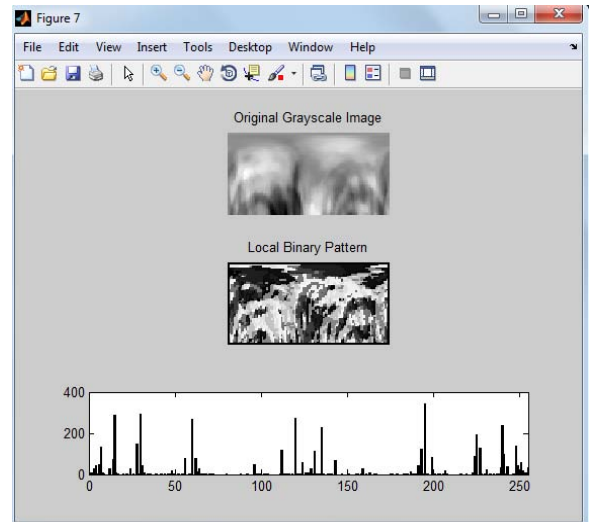 Figure 7
File Edit View Insert Tools Desktop Window Help
Original Grayscale Image
Local Binary Pattern
400
200
0
0 50 100 150 200 250